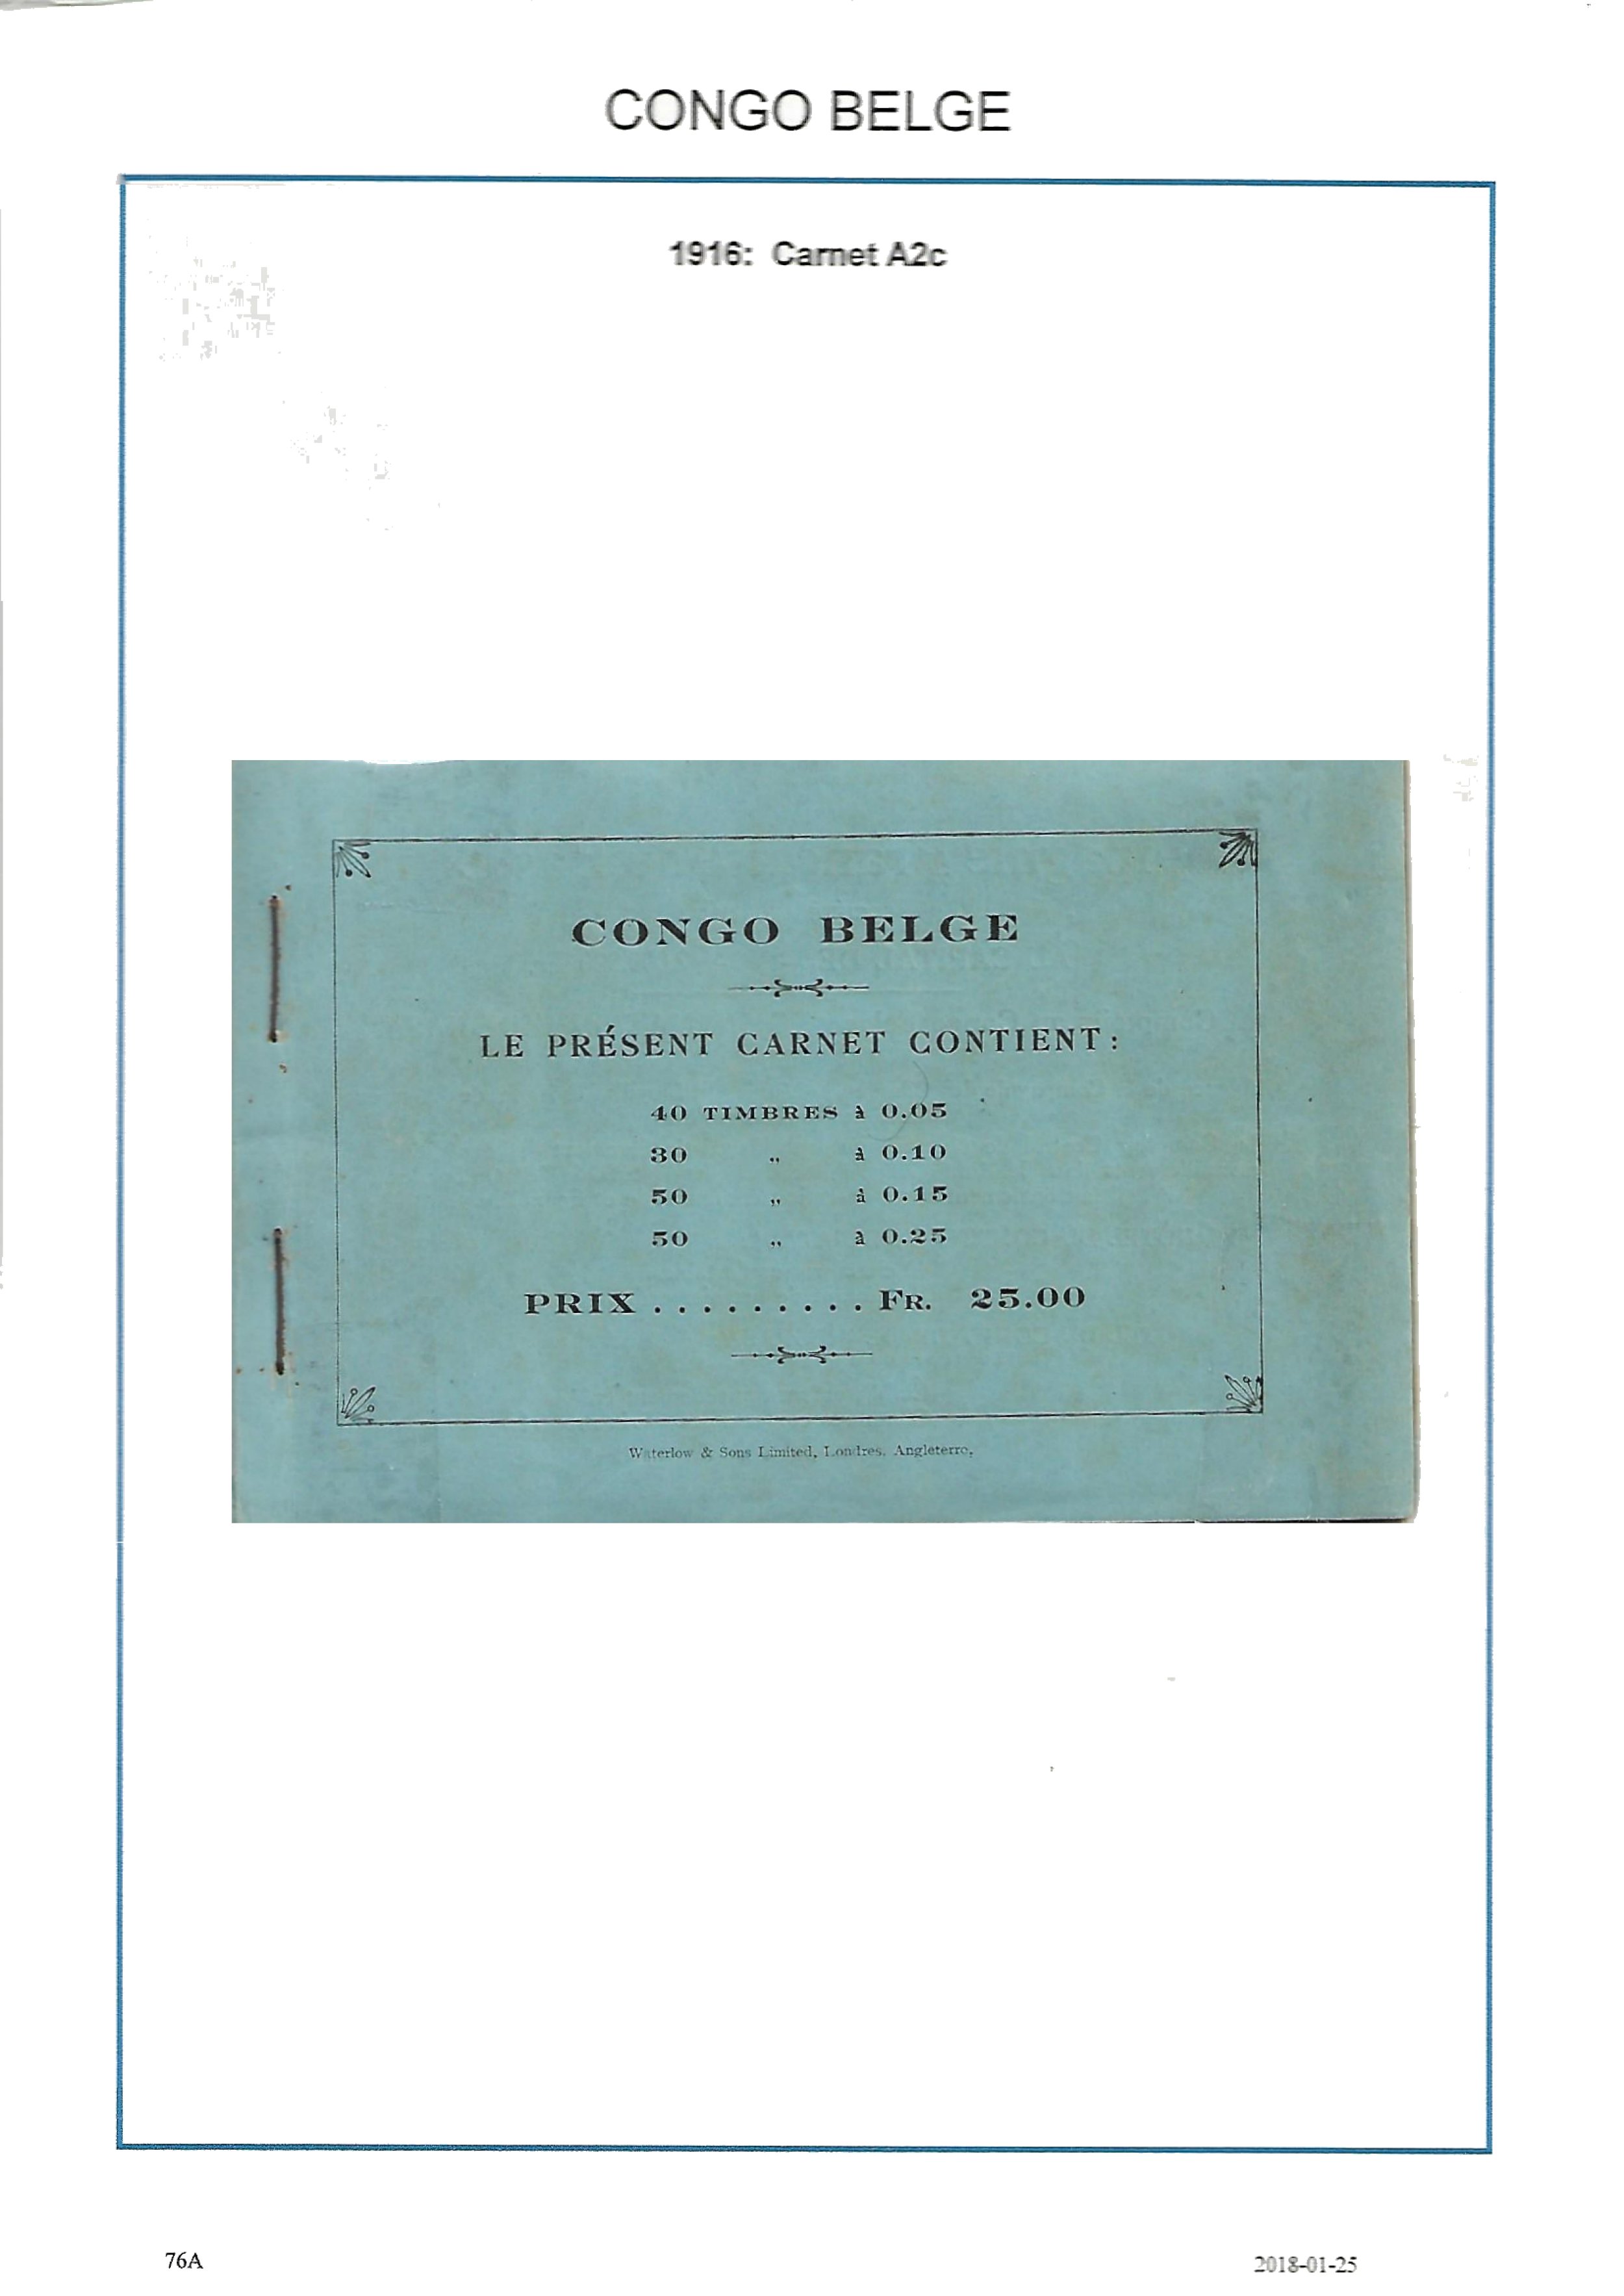 CONGO BELGE
1916: Carnet A2c
CONGO BELGE
LE PRÉSENT CARNET CONTIENT:
40 TIMBRES à 0.05
30 „ à 0.10
50 „ à 0.15
50 „ à 0.25
PRIX .......... FR. 25.00
Waterlow & Sons Limited, Londres, Angleterre.
76A
2018-01-25